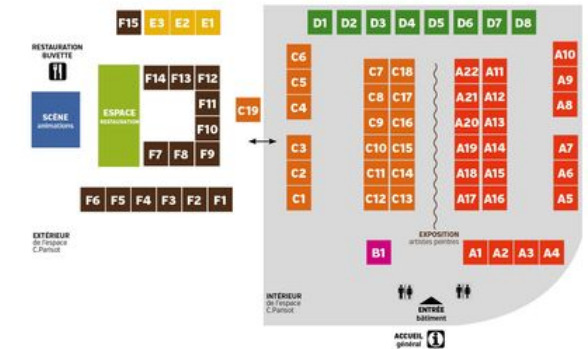 F15 E3 E2 E1
D1 D2 D3 D4 D5 D6 D7 D8
RESTAURATION
BUVETTE
SCÈNE
animations
ESPACE
RESTAURATION
F14 F13 F12
F11
F10
F7 F8 F9
F6 F5 F4 F3 F2 F1
C19
C6
C5
C4
C3
C2
C1
C7 C18
C8 C17
C9 C16
C10 C15
C11 C14
C12 C13
A22 A11
A21 A12
A20 A13
A19 A14
A18 A15
A17 A16
A10
A9
A8
A7
A6
A5
EXPOSITION
artistes peintres
B1
A1 A2 A3 A4
EXTÉRIEUR
de l'espace
C.Parisot
INTÉRIEUR
de l'espace
C.Parisot
ENTRÉE
bâtiment
ACCUEIL
général